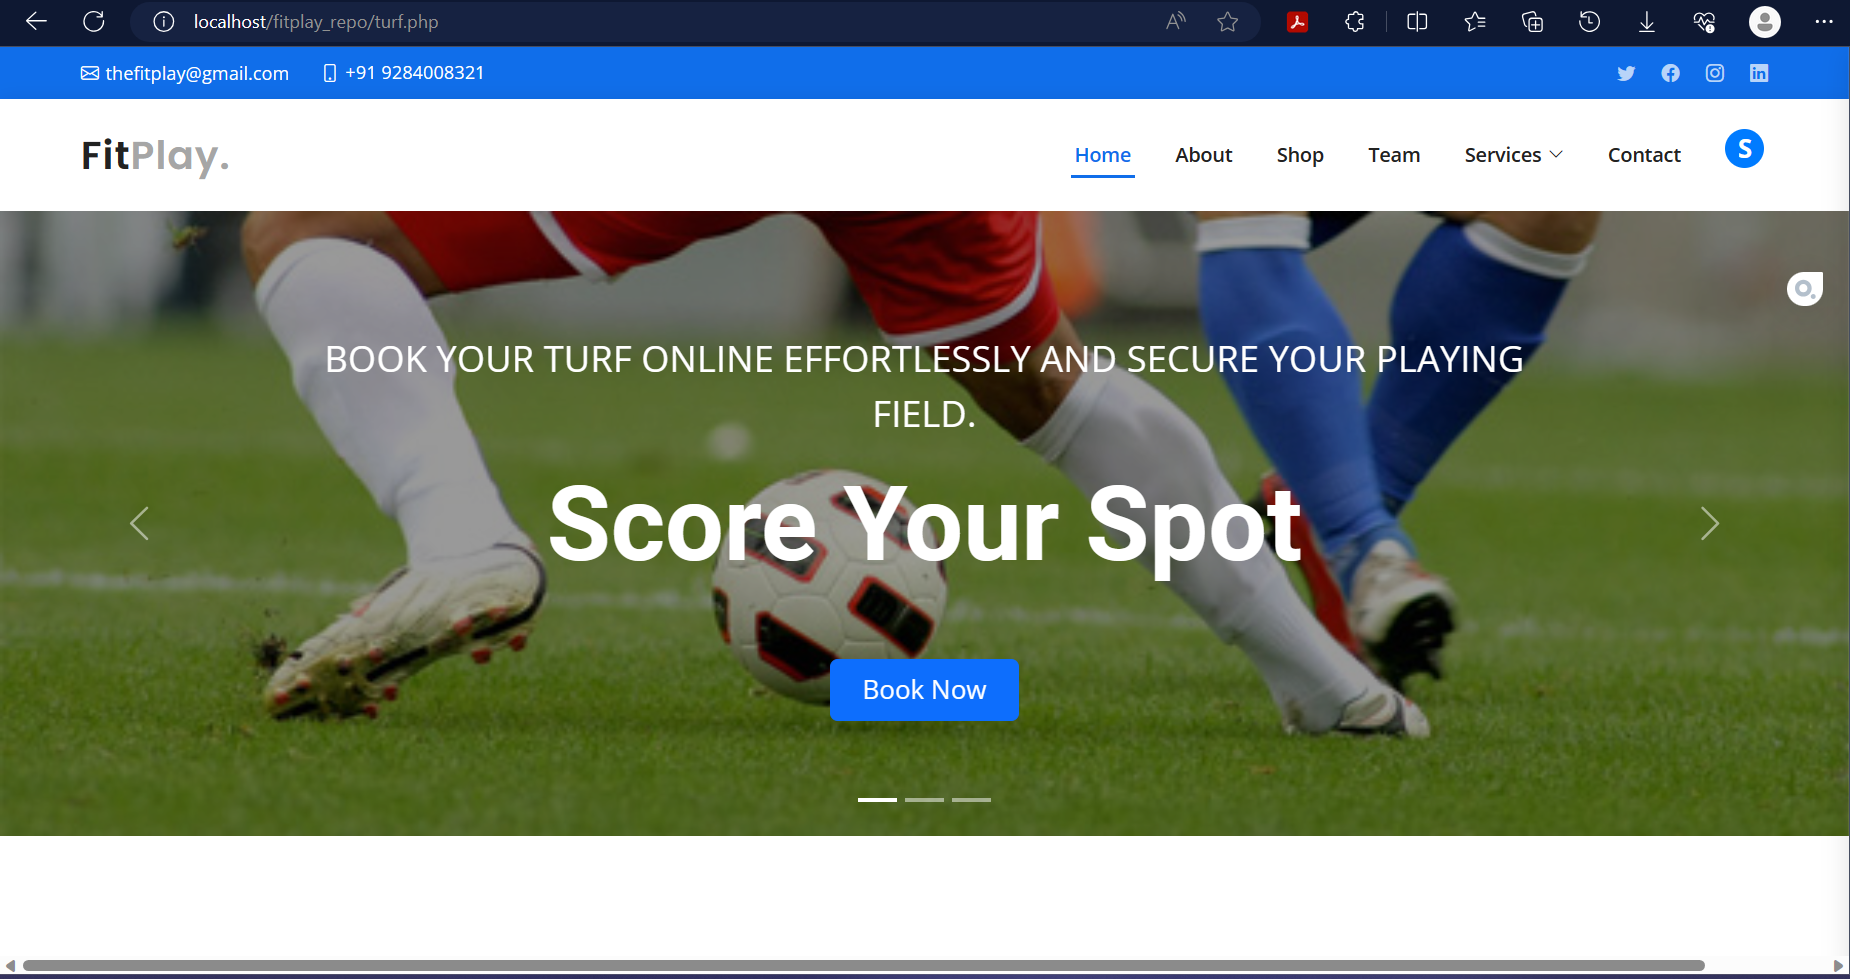 localhost/fitplay_repo/turf.php
thefitplay@gmail.com +91 9284008321
FitPlay. Home About Shop Team Services Contact S
BOOK YOUR TURF ONLINE EFFORTLESSLY AND SECURE YOUR PLAYING
FIELD.
Score Your Spot
Book Now